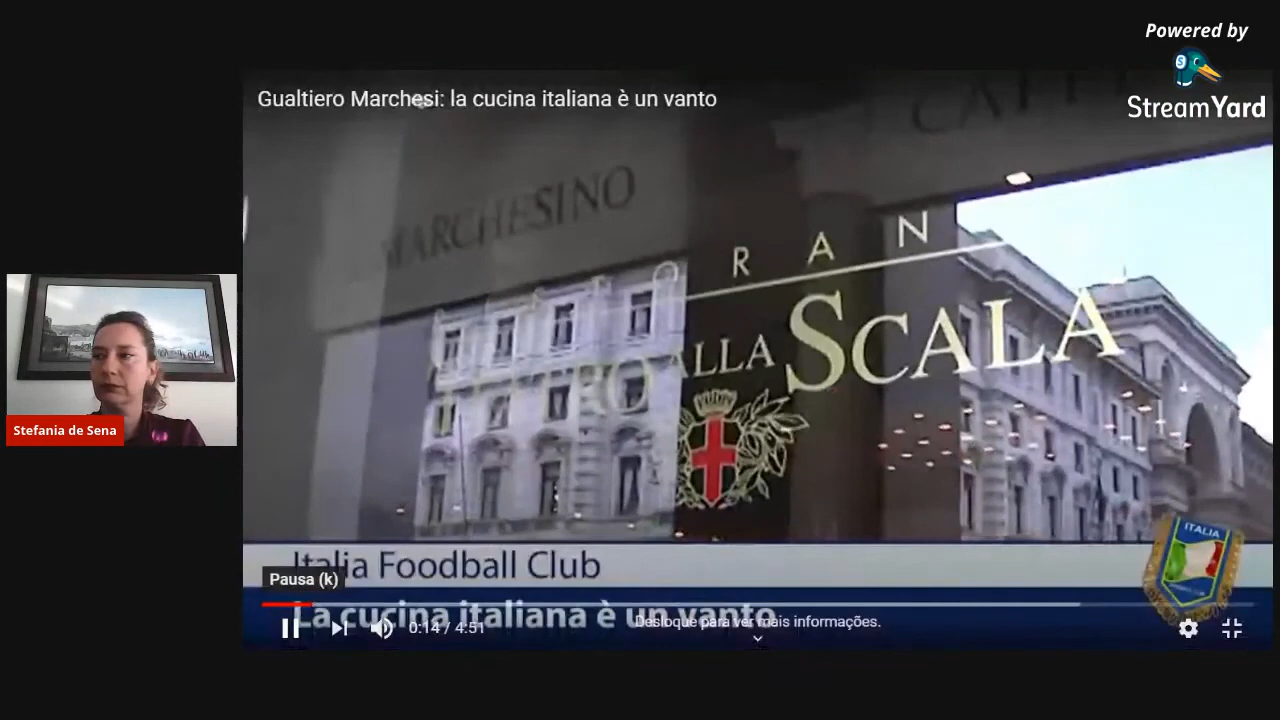 Powered by
StreamYard
Gualtiero Marchesi: la cucina italiana è un vanto
MARCHESINO
RAN
ALLA SCALA
Stefania de Sena
ITALIA
Italia Foodball Club
Pausa (k)
La cucina italiana è un vanto
0:14 / 4:51
Desloque para ver mais informações.